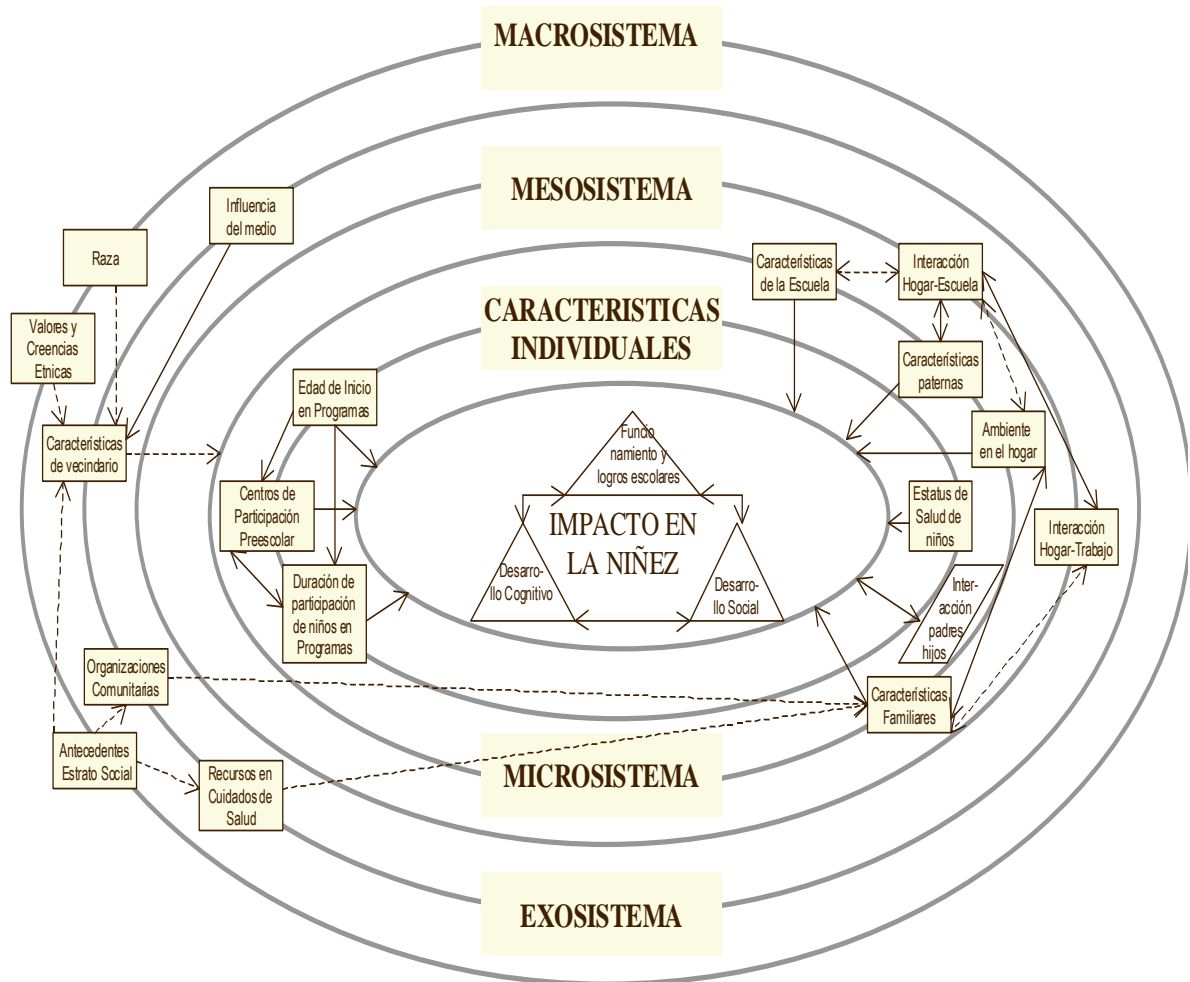 MACROSISTEMA
MESOSISTEMA
Influencia
del medio
Raza
Características
de la Escuela
Interacción
Hogar-Escuela
CARACTERISTICAS
INDIVIDUALES
Valores y
Creencias
Etnicas
Características
paternas
Edad de Inicio
en Programas
Características
de vecindario
Funcio
namiento y
logros escolares
Ambiente
en el hogar
Centros de
Participación
Preescolar
IMPACTO EN
LA NIÑEZ
Estatus de
Salud de
niños
Interacción
Hogar-Trabajo
Desarro-
llo Cognitivo
Desarro-
llo Social
Duración de
participación
de niños en
Programas
Inter-
acción
padres
hijos
Organizaciones
Comunitarias
Características
Familiares
Antecedentes
Estrato Social
Recursos en
Cuidados de
Salud
MICROSISTEMA
EXOSISTEMA